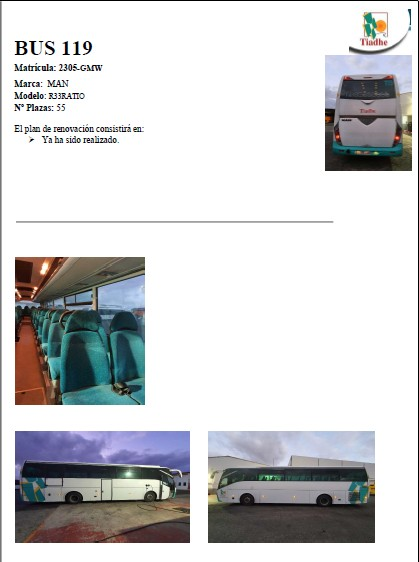 Tiadhe
BUS 119
Matrícula: 2305-GMW
Marca: MAN
Modelo: R33RATIO
Nº Plazas: 55
El plan de renovación consistirá en:
➤ Ya ha sido realizado.
Tiadhe